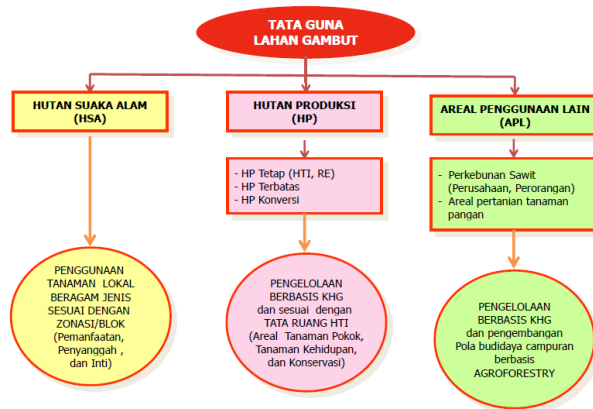 TATA GUNA
LAHAN GAMBUT
HUTAN SUAKA ALAM
(HSA)
HUTAN PRODUKSI
(HP)
AREAL PENGGUNAAN LAIN
(APL)
- HP Tetap (HTI, RE)
- HP Terbatas
- HP Konversi
- Perkebunan Sawit
(Perusahaan, Perorangan)
- Areal pertanian tanaman
pangan
PENGGUNAAN
TANAMAN LOKAL
BERAGAM JENIS
SESUAI DENGAN
ZONASI/BLOK
(Pemanfaatan,
Penyanggah ,
dan Inti)
PENGELOLAAN
BERBASIS KHG
dan sesuai dengan
TATA RUANG HTI
(Areal Tanaman Pokok,
Tanaman Kehidupan,
dan Konservasi)
PENGELOLAAN
BERBASIS KHG
dan pengembangan
Pola budidaya campuran
berbasis
AGROFORESTRY